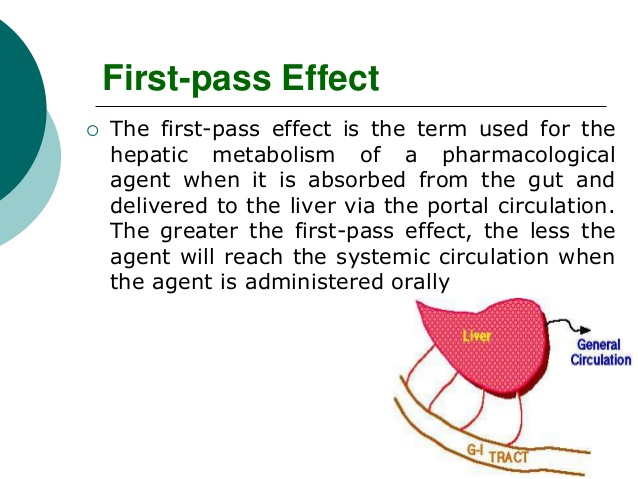 First-pass Effect
The first-pass effect is the term used for the
hepatic metabolism of a pharmacological
agent when it is absorbed from the gut and
delivered to the liver via the portal circulation.
The greater the first-pass effect, the less the
agent will reach the systemic circulation when
the agent is administered orally
Liver
General
Circulation
G-I TRACT